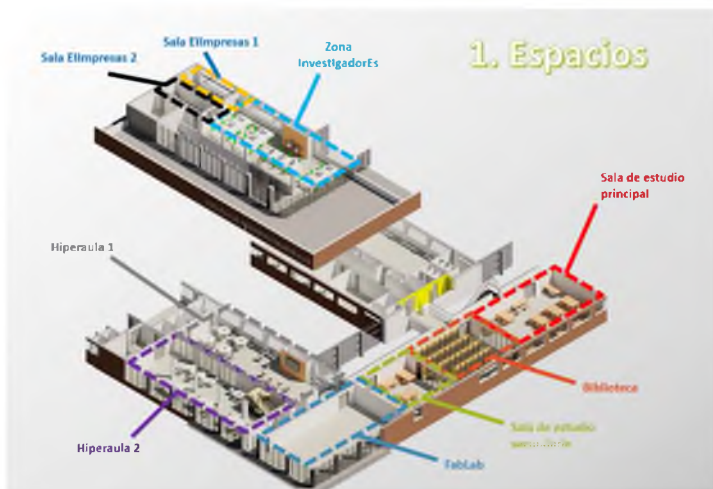 1. Espacios
Sala EIimpresas 1
Sala EIimpresas 2
Zona
InvestigadorEs
Sala de estudio
principal
Hiperaula 1
Biblioteca
Sala de estudio
Hiperaula 2
FabLab